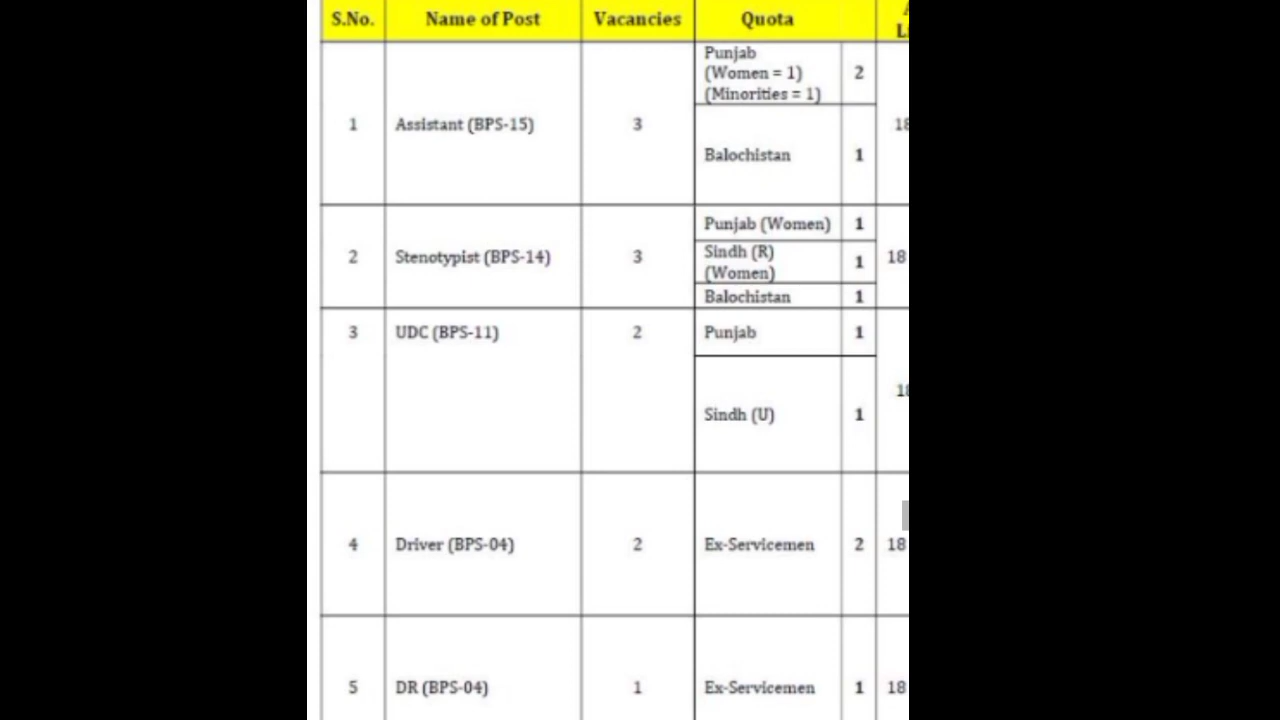 S.No. Name of Post Vacancies Quota
Punjab
(Women = 1) 2
(Minorities = 1)
1 Assistant (BPS-15) 3 18
Balochistan 1
Punjab (Women) 1
2 Stenotypist (BPS-14) 3 18
Sindh (R)
(Women) 1
Balochistan 1
3 UDC (BPS-11) 2 Punjab 1
18
Sindh (U) 1
4 Driver (BPS-04) 2 Ex-Servicemen 2 18
5 DR (BPS-04) 1 Ex-Servicemen 1 18